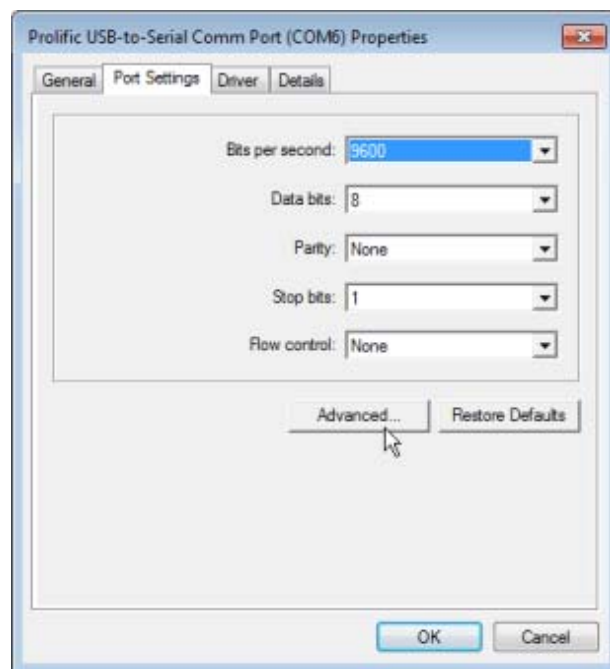 Prolific USB-to-Serial Comm Port (COM6) Properties
General Port Settings Driver Details
Bits per second: 9600
Data bits: 8
Parity: None
Stop bits: 1
Flow control: None
Advanced... Restore Defaults
OK Cancel